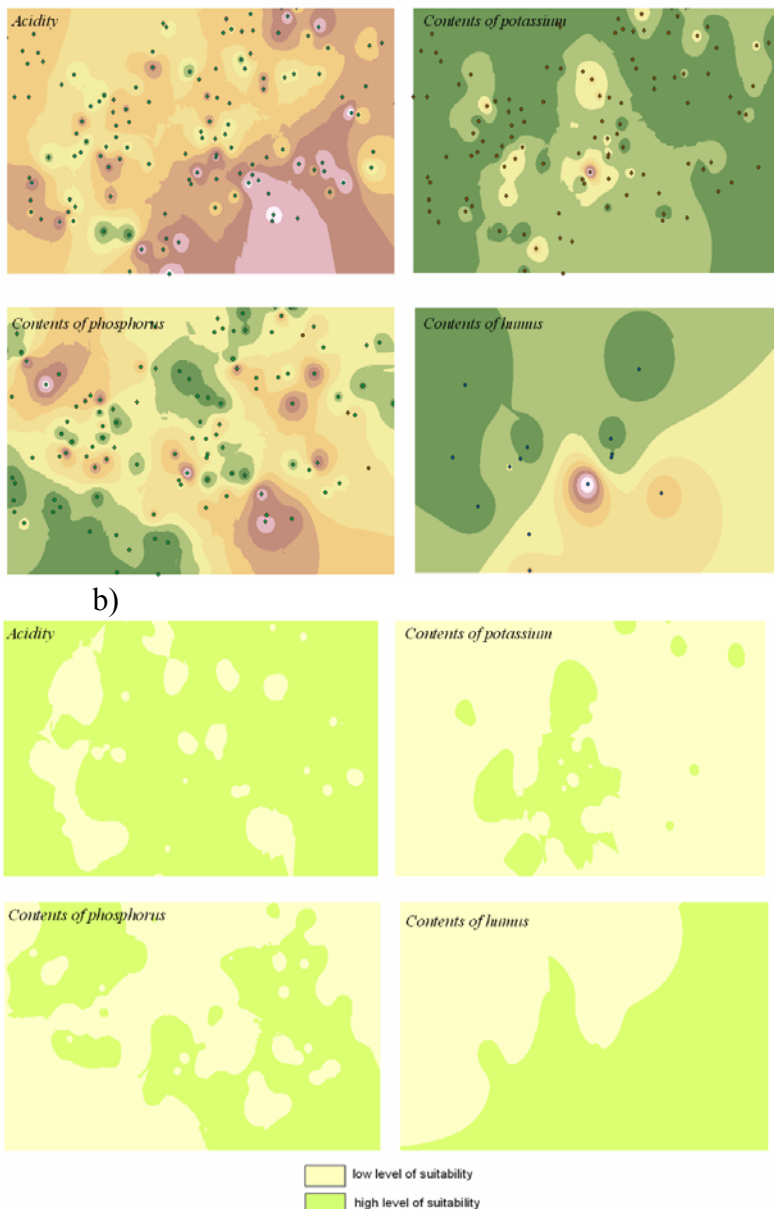 Acidity
Contents of potassium
Contents of phosphorus
Contents of humus
b)
Acidity
Contents of potassium
Contents of phosphorus
Contents of humus
low level of suitability
high level of suitability